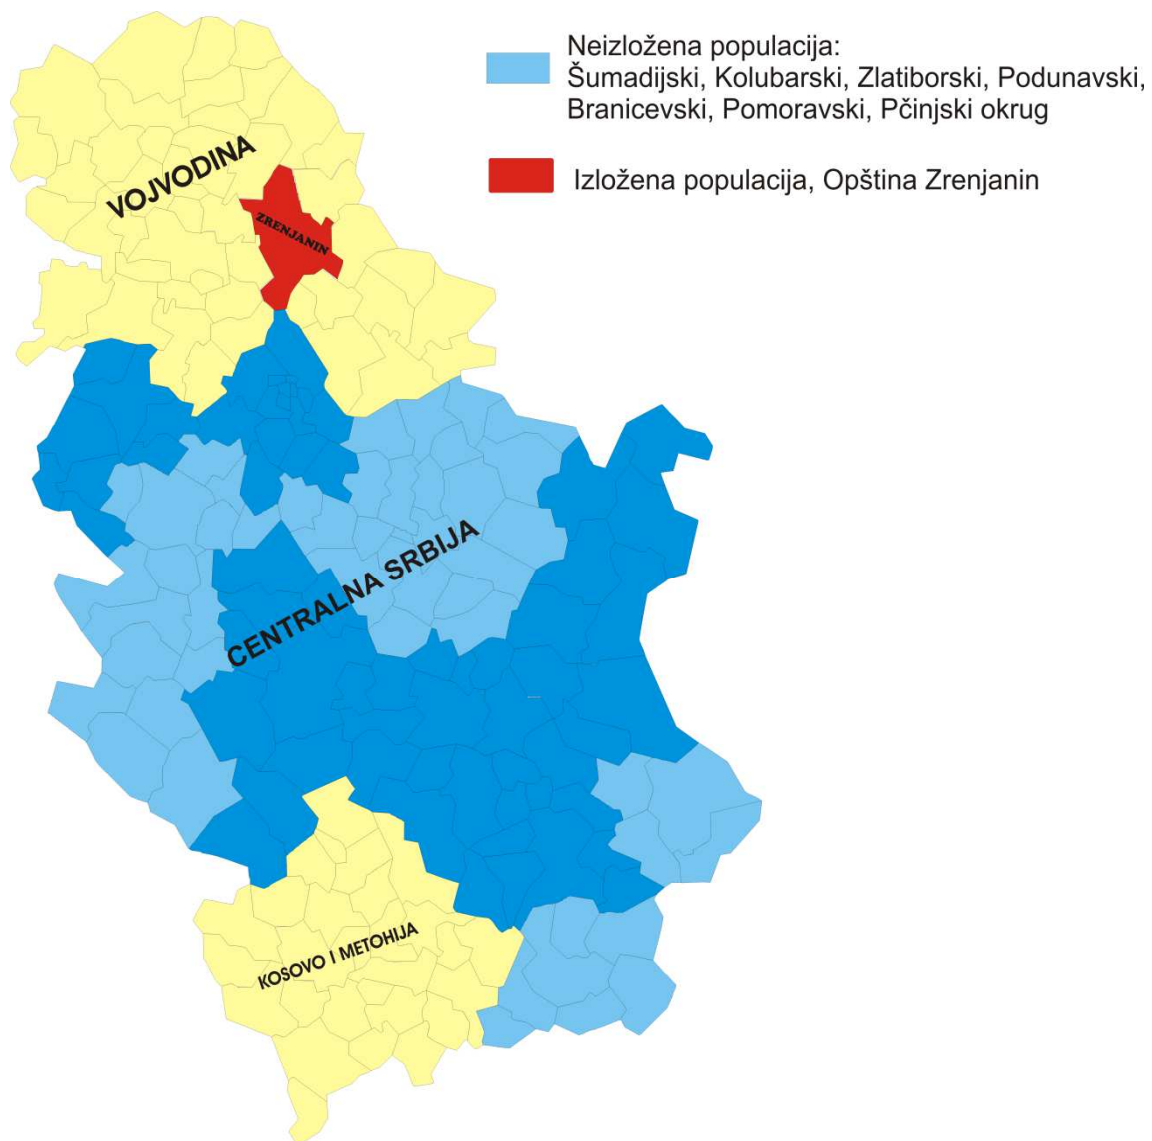 Neizložena populacija:
Šumadijski, Kolubarski, Zlatiborski, Podunavski,
Branicevski, Pomoravski, Pčinjski okrug
Izložena populacija, Opština Zrenjanin
VOJVODINA
ZRENJANIN
CENTRALNA SRBIJA
KOSOVO I METOHIJA